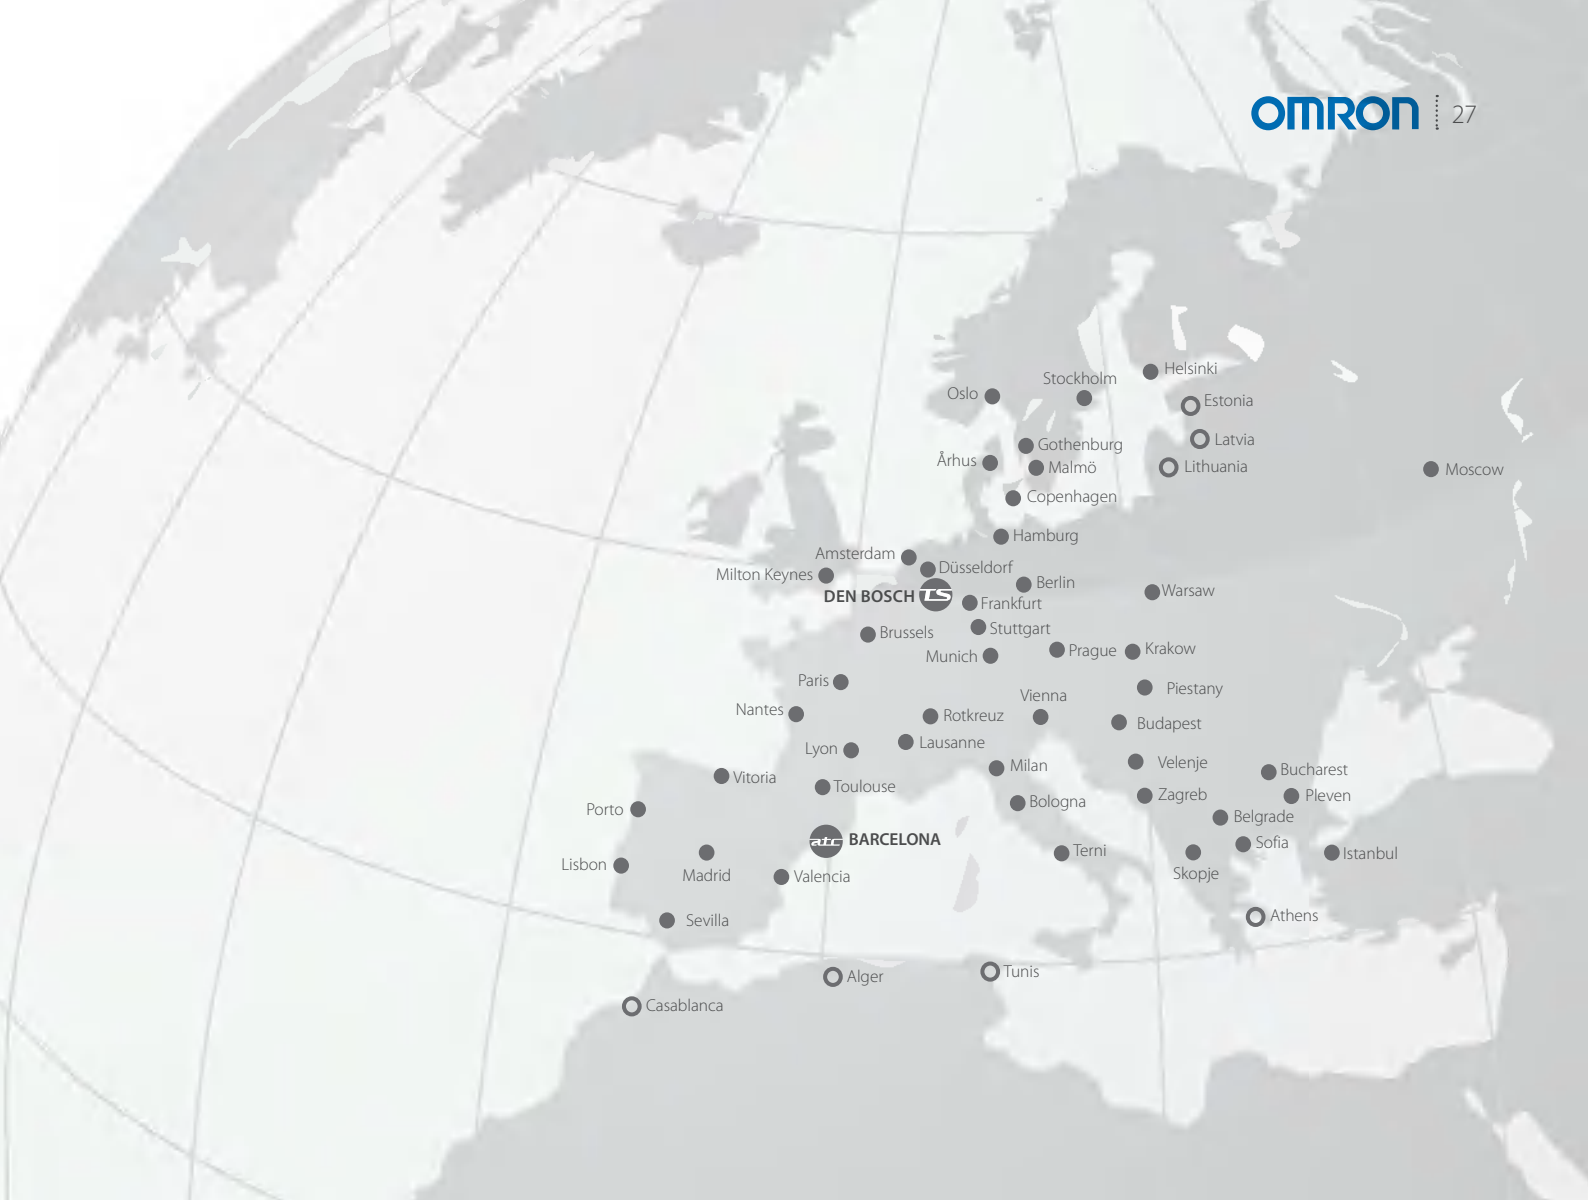 OMRON 27
Helsinki
Stockholm
Oslo
Estonia
Latvia
Gothenburg
Århus
Malmö
Lithuania
Moscow
Copenhagen
Hamburg
Amsterdam
Düsseldorf
Milton Keynes
Berlin
Warsaw
DEN BOSCH TS
Frankfurt
Stuttgart
Brussels
Munich
Prague
Krakow
Paris
Piestany
Vienna
Nantes
Rotkreuz
Budapest
Lausanne
Lyon
Velenje
Milan
Bucharest
Vitoria
Toulouse
Zagreb
Pleven
Bologna
Porto
Belgrade
atc BARCELONA
Sofia
Terni
Istanbul
Lisbon
Madrid
Skopje
Valencia
Athens
Sevilla
Tunis
Alger
Casablanca